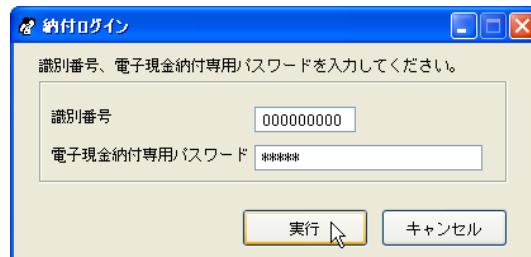 納付ログイン
識別番号、電子現金納付専用パスワードを入力してください。
識別番号 000000000
電子現金納付専用パスワード *****
実行 キャンセル